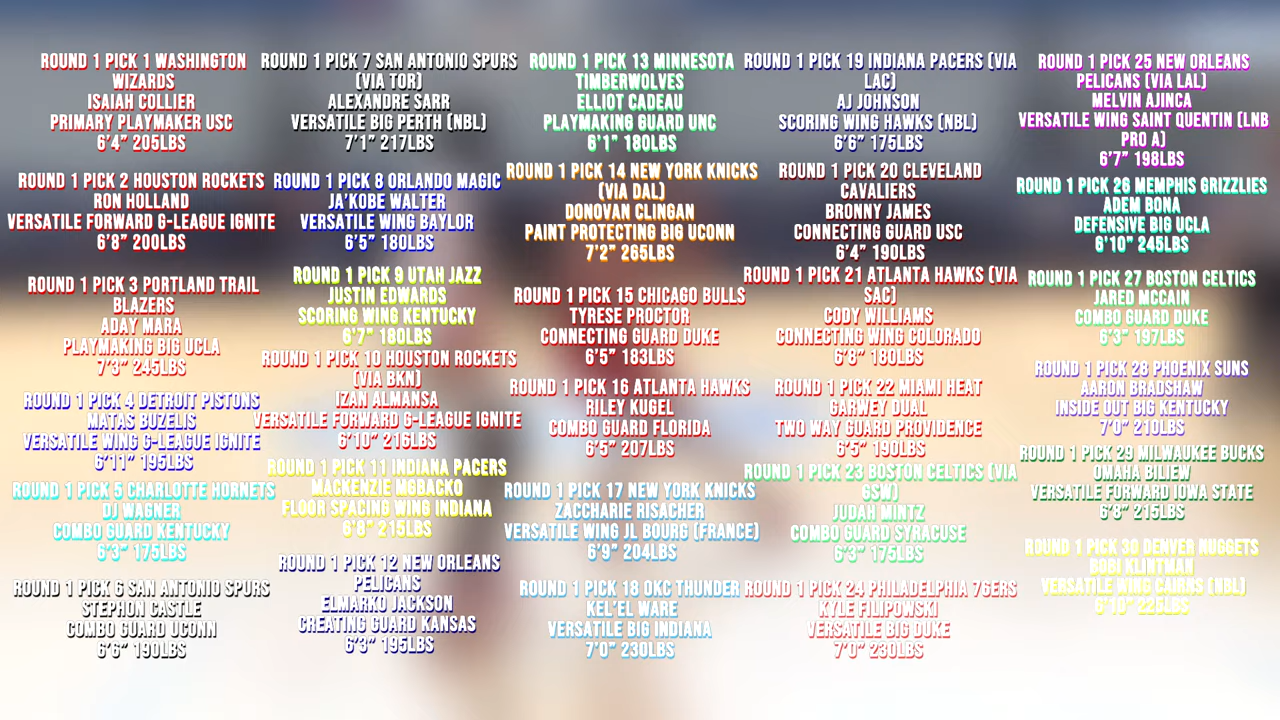 ROUND 1 PICK 1 WASHINGTON
WIZARDS
ISAIAH COLLIER
PRIMARY PLAYMAKER USC
6'4" 205LBS
ROUND 1 PICK 2 HOUSTON ROCKETS
RON HOLLAND
VERSATILE FORWARD G-LEAGUE IGNITE
6'8" 200LBS
ROUND 1 PICK 3 PORTLAND TRAIL
BLAZERS
ADAY MARA
PLAYMAKING BIG UCLA
7'3" 245LBS
ROUND 1 PICK 4 DETROIT PISTONS
MATAS BUZELIS
VERSATILE WING G-LEAGUE IGNITE
6'11" 195LBS
ROUND 1 PICK 5 CHARLOTTE HORNETS
DJ WAGNER
COMBO GUARD KENTUCKY
6'3" 175LBS
ROUND 1 PICK 6 SAN ANTONIO SPURS
STEPHON CASTLE
COMBO GUARD UCONN
6'6" 190LBS
ROUND 1 PICK 7 SAN ANTONIO SPURS
(VIA TOR)
ALEXANDRE SARR
VERSATILE BIG PERTH (NBL)
7'1" 217LBS
ROUND 1 PICK 8 ORLANDO MAGIC
JA'KOBE WALTER
VERSATILE WING BAYLOR
6'5" 180LBS
ROUND 1 PICK 9 UTAH JAZZ
JUSTIN EDWARDS
SCORING WING KENTUCKY
6'7" 180LBS
ROUND 1 PICK 10 HOUSTON ROCKETS
(VIA BKN)
IZAN ALMANSA
VERSATILE FORWARD G-LEAGUE IGNITE
6'10" 216LBS
ROUND 1 PICK 11 INDIANA PACERS
MACKENZIE MGBACKO
FLOOR SPACING WING INDIANA
6'8" 215LBS
ROUND 1 PICK 12 NEW ORLEANS
PELICANS
ELMARKO JACKSON
CREATING GUARD KANSAS
6'3" 195LBS
ROUND 1 PICK 13 MINNESOTA
TIMBERWOLVES
ELLIOT CADEAU
PLAYMAKING GUARD UNC
6'1" 180LBS
ROUND 1 PICK 14 NEW YORK KNICKS
(VIA DAL)
DONOVAN CLINGAN
PAINT PROTECTING BIG UCONN
7'2" 265LBS
ROUND 1 PICK 15 CHICAGO BULLS
TYRESE PROCTOR
CONNECTING GUARD DUKE
6'5" 183LBS
ROUND 1 PICK 16 ATLANTA HAWKS
RILEY KUGEL
COMBO GUARD FLORIDA
6'5" 207LBS
ROUND 1 PICK 17 NEW YORK KNICKS
ZACCHARIE RISACHER
VERSATILE WING JL BOURG (FRANCE)
6'9" 204LBS
ROUND 1 PICK 18 OKC THUNDER
KEL'EL WARE
VERSATILE BIG INDIANA
7'0" 230LBS
ROUND 1 PICK 19 INDIANA PACERS (VIA
LAC)
AJ JOHNSON
SCORING WING HAWKS (NBL)
6'6" 175LBS
ROUND 1 PICK 20 CLEVELAND
CAVALIERS
BRONNY JAMES
CONNECTING GUARD USC
6'4" 190LBS
ROUND 1 PICK 21 ATLANTA HAWKS (VIA
SAC)
CODY WILLIAMS
CONNECTING WING COLORADO
6'8" 180LBS
ROUND 1 PICK 22 MIAMI HEAT
GARWEY DUAL
TWO WAY GUARD PROVIDENCE
6'5" 190LBS
ROUND 1 PICK 23 BOSTON CELTICS (VIA
GSW)
JUDAH MINTZ
COMBO GUARD SYRACUSE
6'3" 175LBS
ROUND 1 PICK 24 PHILADELPHIA 76ERS
KYLE FILIPOWSKI
VERSATILE BIG DUKE
7'0" 230LBS
ROUND 1 PICK 25 NEW ORLEANS
PELICANS (VIA LAL)
MELVIN AJINCA
VERSATILE WING SAINT QUENTIN (LNB
PRO A)
6'7" 198LBS
ROUND 1 PICK 26 MEMPHIS GRIZZLIES
ADEM BONA
DEFENSIVE BIG UCLA
6'10" 245LBS
ROUND 1 PICK 27 BOSTON CELTICS
JARED MCCAIN
COMBO GUARD DUKE
6'3" 197LBS
ROUND 1 PICK 28 PHOENIX SUNS
AARON BRADSHAW
INSIDE OUT BIG KENTUCKY
7'0" 210LBS
ROUND 1 PICK 29 MILWAUKEE BUCKS
OMAHA BILIEW
VERSATILE FORWARD IOWA STATE
6'8" 215LBS
ROUND 1 PICK 30 DENVER NUGGETS
BOBI KLINTMAN
VERSATILE WING CAIRNS (NBL)
6'10" 225LBS